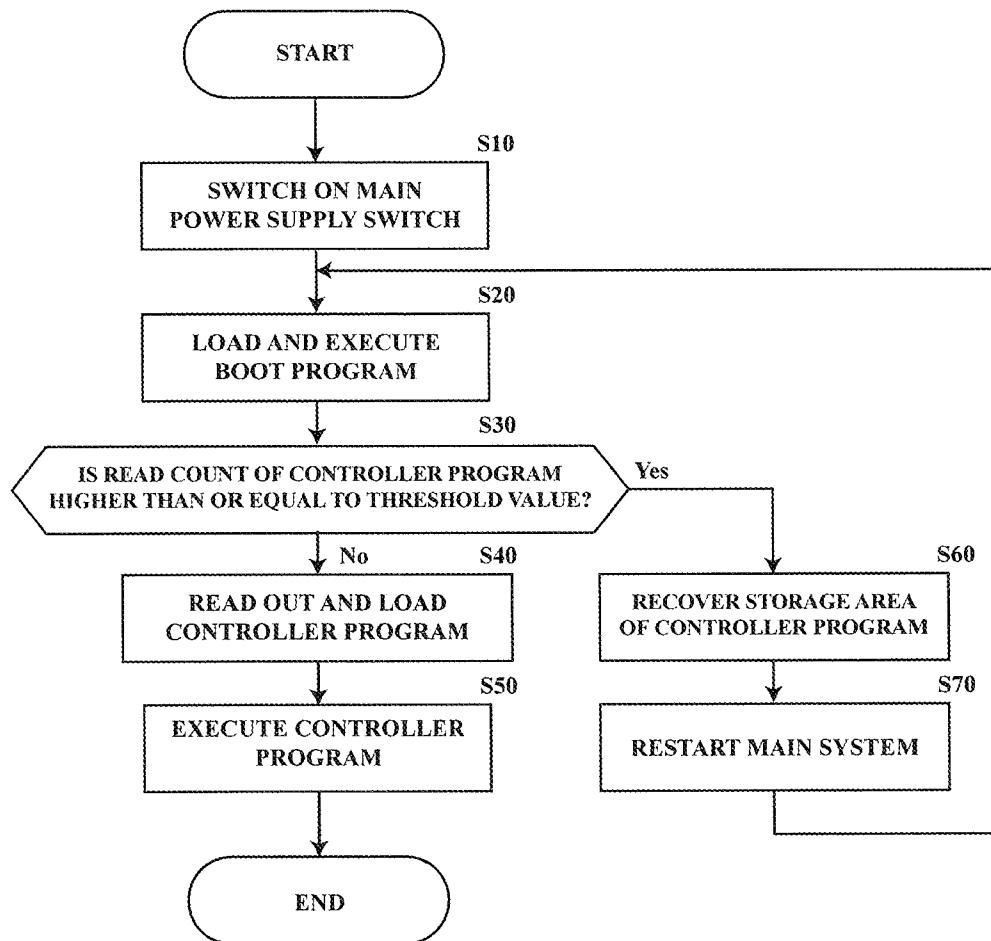 START
S10
SWITCH ON MAIN
POWER SUPPLY SWITCH
S20
LOAD AND EXECUTE
BOOT PROGRAM
S30
IS READ COUNT OF CONTROLLER PROGRAM
HIGHER THAN OR EQUAL TO THRESHOLD VALUE?
Yes
No
S40
READ OUT AND LOAD
CONTROLLER PROGRAM
S50
EXECUTE CONTROLLER
PROGRAM
S60
RECOVER STORAGE AREA
OF CONTROLLER PROGRAM
S70
RESTART MAIN SYSTEM
END